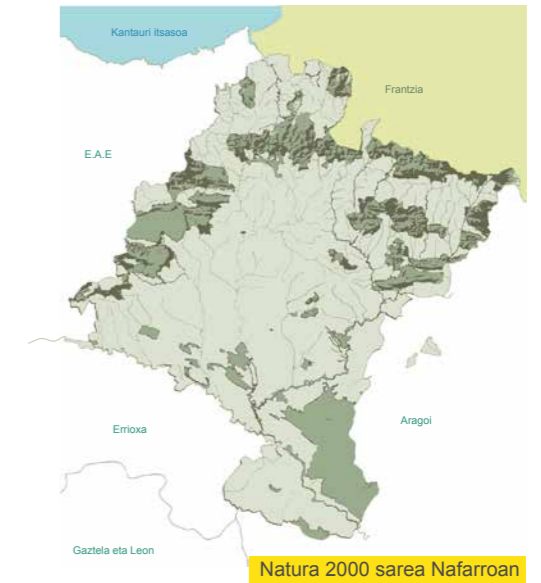 Kantauri itsasoa
Frantzia
E.A.E
Aragoi
Errioxa
Gaztela eta Leon
Natura 2000 sarea Nafarroan